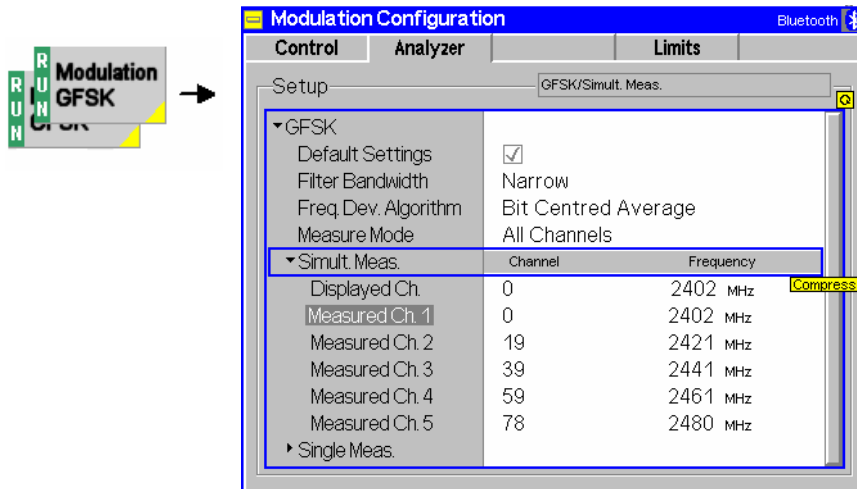 RUN
Modulation
GFSK
RUN
Modulation Configuration
Bluetooth
Control Analyzer Limits
Setup GFSK/Simult. Meas.
GFSK
Default Settings
Filter Bandwidth Narrow
Freq. Dev. Algorithm Bit Centred Average
Measure Mode All Channels
Simult. Meas. Channel Frequency
Compress
Displayed Ch. 0 2402 MHz
Measured Ch. 1 0 2402 MHz
Measured Ch. 2 19 2421 MHz
Measured Ch. 3 39 2441 MHz
Measured Ch. 4 59 2461 MHz
Measured Ch. 5 78 2480 MHz
Single Meas.